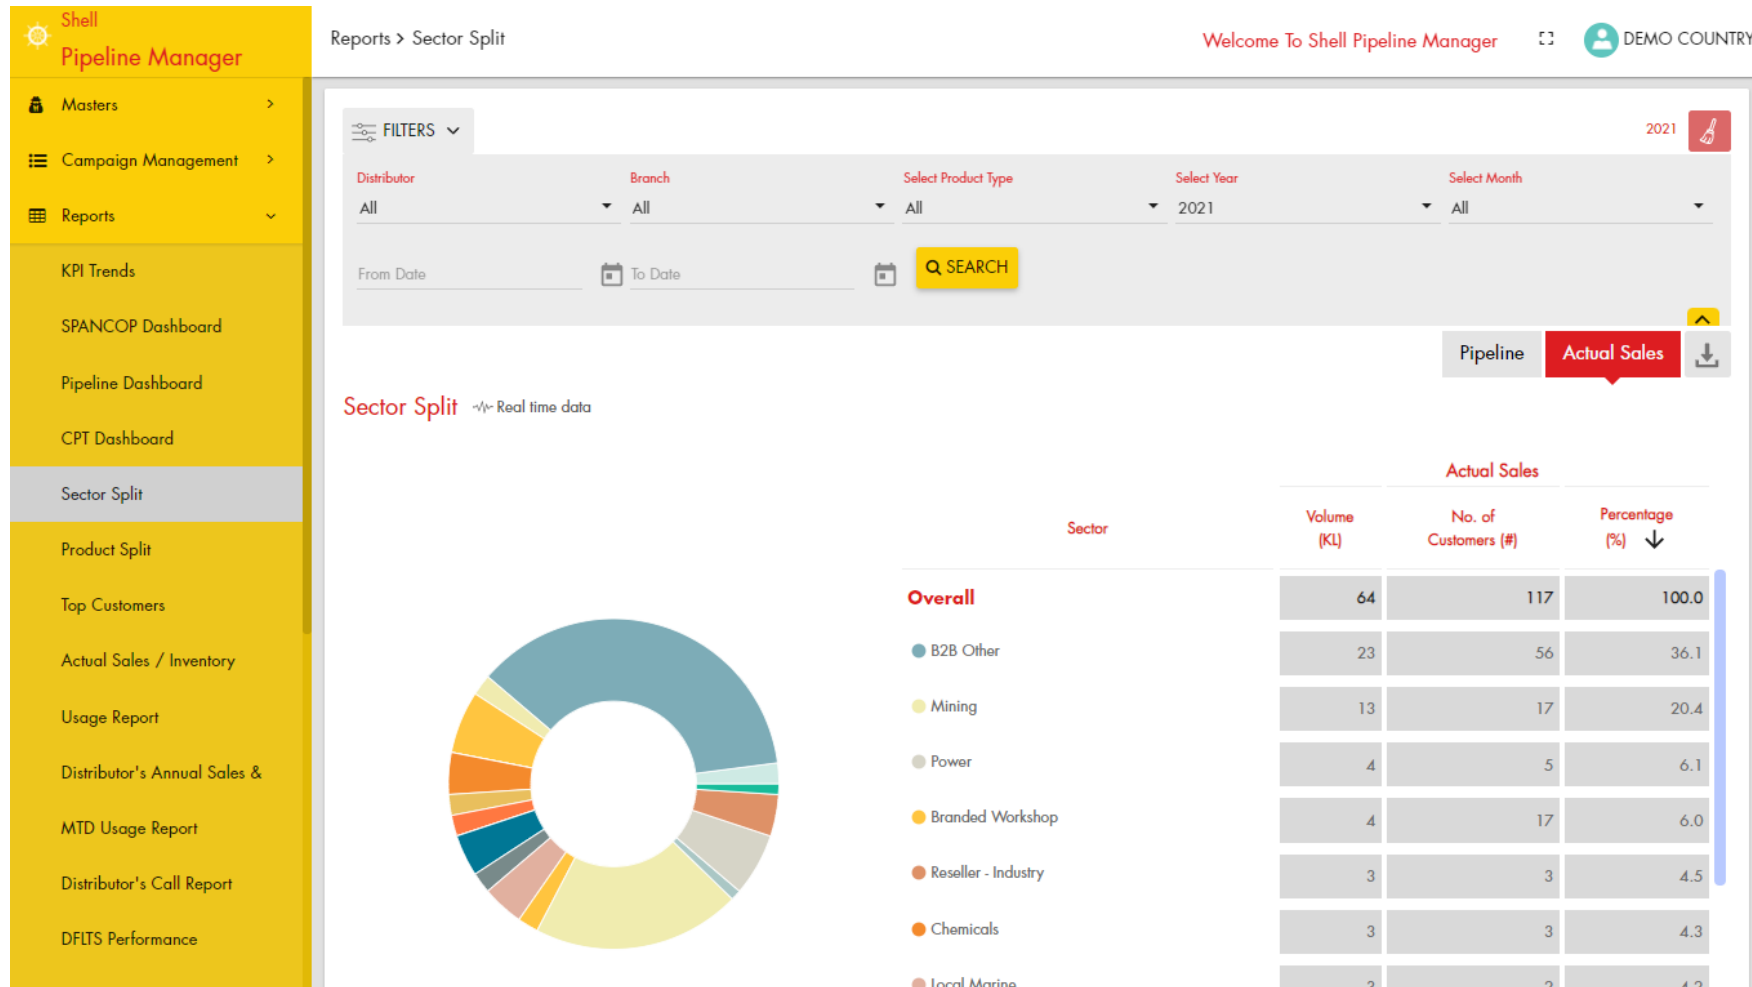 Shell
Pipeline Manager
Reports > Sector Split
Welcome To Shell Pipeline Manager
DEMO COUNTRY
Masters
Campaign Management
Reports
KPI Trends
SPANCOP Dashboard
Pipeline Dashboard
CPT Dashboard
Sector Split
Product Split
Top Customers
Actual Sales / Inventory
Usage Report
Distributor's Annual Sales &
MTD Usage Report
Distributor's Call Report
DFLTS Performance
FILTERS
2021
Distributor Branch Select Product Type Select Year Select Month
All All All 2021 All
From Date To Date SEARCH
Pipeline Actual Sales
Sector Split Real time data
Actual Sales
Sector Volume (KL) No. of Customers (#) Percentage (%)
Overall 64 117 100.0
B2B Other 23 56 36.1
Mining 13 17 20.4
Power 4 5 6.1
Branded Workshop 4 17 6.0
Reseller - Industry 3 3 4.5
Chemicals 3 3 4.3
Local Marine